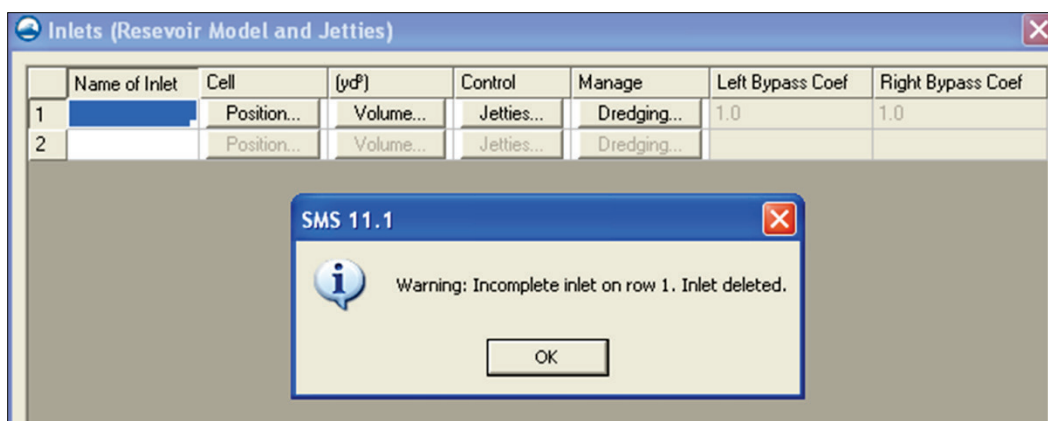 Inlets (Resevoir Model and Jetties)
Name of Inlet Cell (yd³) Control Manage Left Bypass Coef Right Bypass Coef
1 Position... Volume... Jetties... Dredging... 1.0 1.0
2 Position... Volume... Jetties... Dredging...
SMS 11.1
Warning: Incomplete inlet on row 1. Inlet deleted.
OK